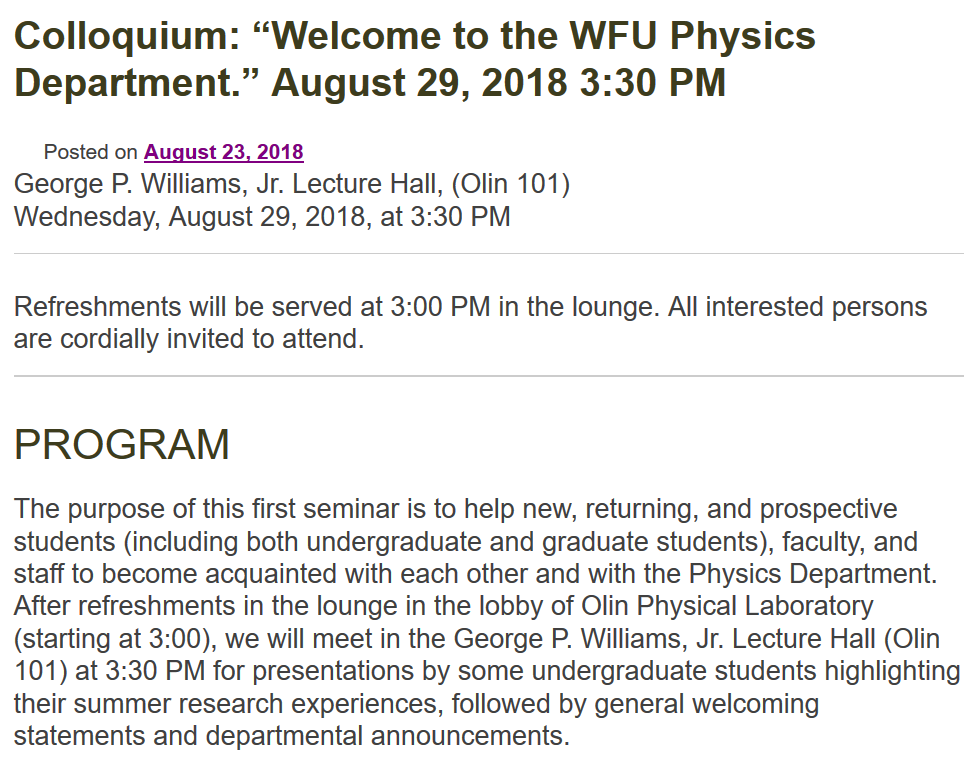 Colloquium: “Welcome to the WFU Physics
Department.” August 29, 2018 3:30 PM
Posted on August 23, 2018
George P. Williams, Jr. Lecture Hall, (Olin 101)
Wednesday, August 29, 2018, at 3:30 PM
Refreshments will be served at 3:00 PM in the lounge. All interested persons
are cordially invited to attend.
PROGRAM
The purpose of this first seminar is to help new, returning, and prospective
students (including both undergraduate and graduate students), faculty, and
staff to become acquainted with each other and with the Physics Department.
After refreshments in the lounge in the lobby of Olin Physical Laboratory
(starting at 3:00), we will meet in the George P. Williams, Jr. Lecture Hall (Olin
101) at 3:30 PM for presentations by some undergraduate students highlighting
their summer research experiences, followed by general welcoming
statements and departmental announcements.